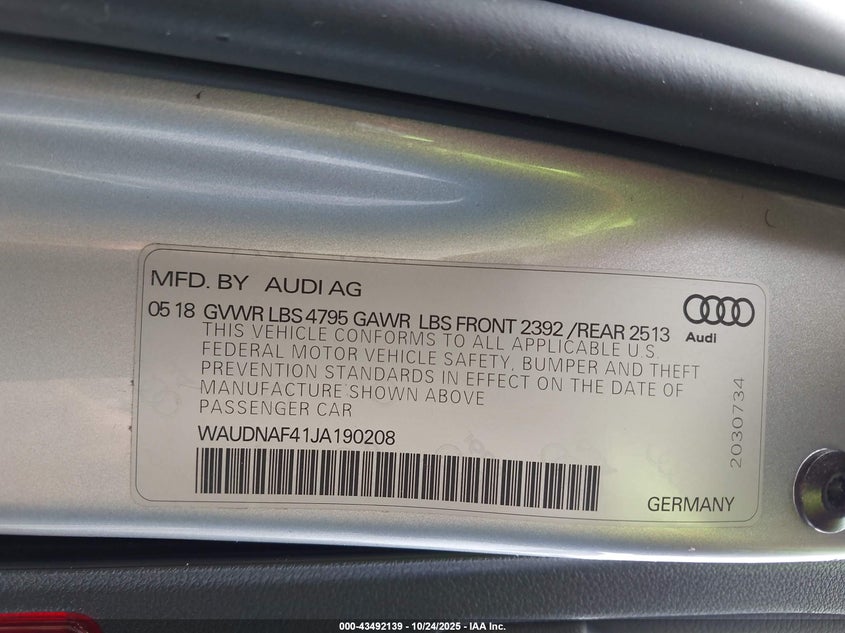 MFD. BY AUDI AG
05 18 GVWR LBS 4795 GAWR LBS FRONT 2392 /REAR 2513
THIS VEHICLE CONFORMS TO ALL APPLICABLE U.S.
FEDERAL MOTOR VEHICLE SAFETY, BUMPER AND THEFT
PREVENTION STANDARDS IN EFFECT ON THE DATE OF
MANUFACTURE SHOWN ABOVE
PASSENGER CAR
WAUDNAF41JA190208
Audi
2030734
GERMANY
000-43492139 - 10/24/2025 - IAA Inc.